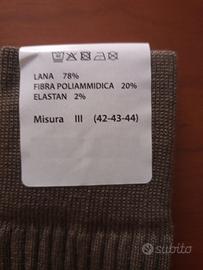 LANA 78%
FIBRA POLIAMMIDICA 20%
ELASTAN 2%
Misura III (42-43-44)
subito